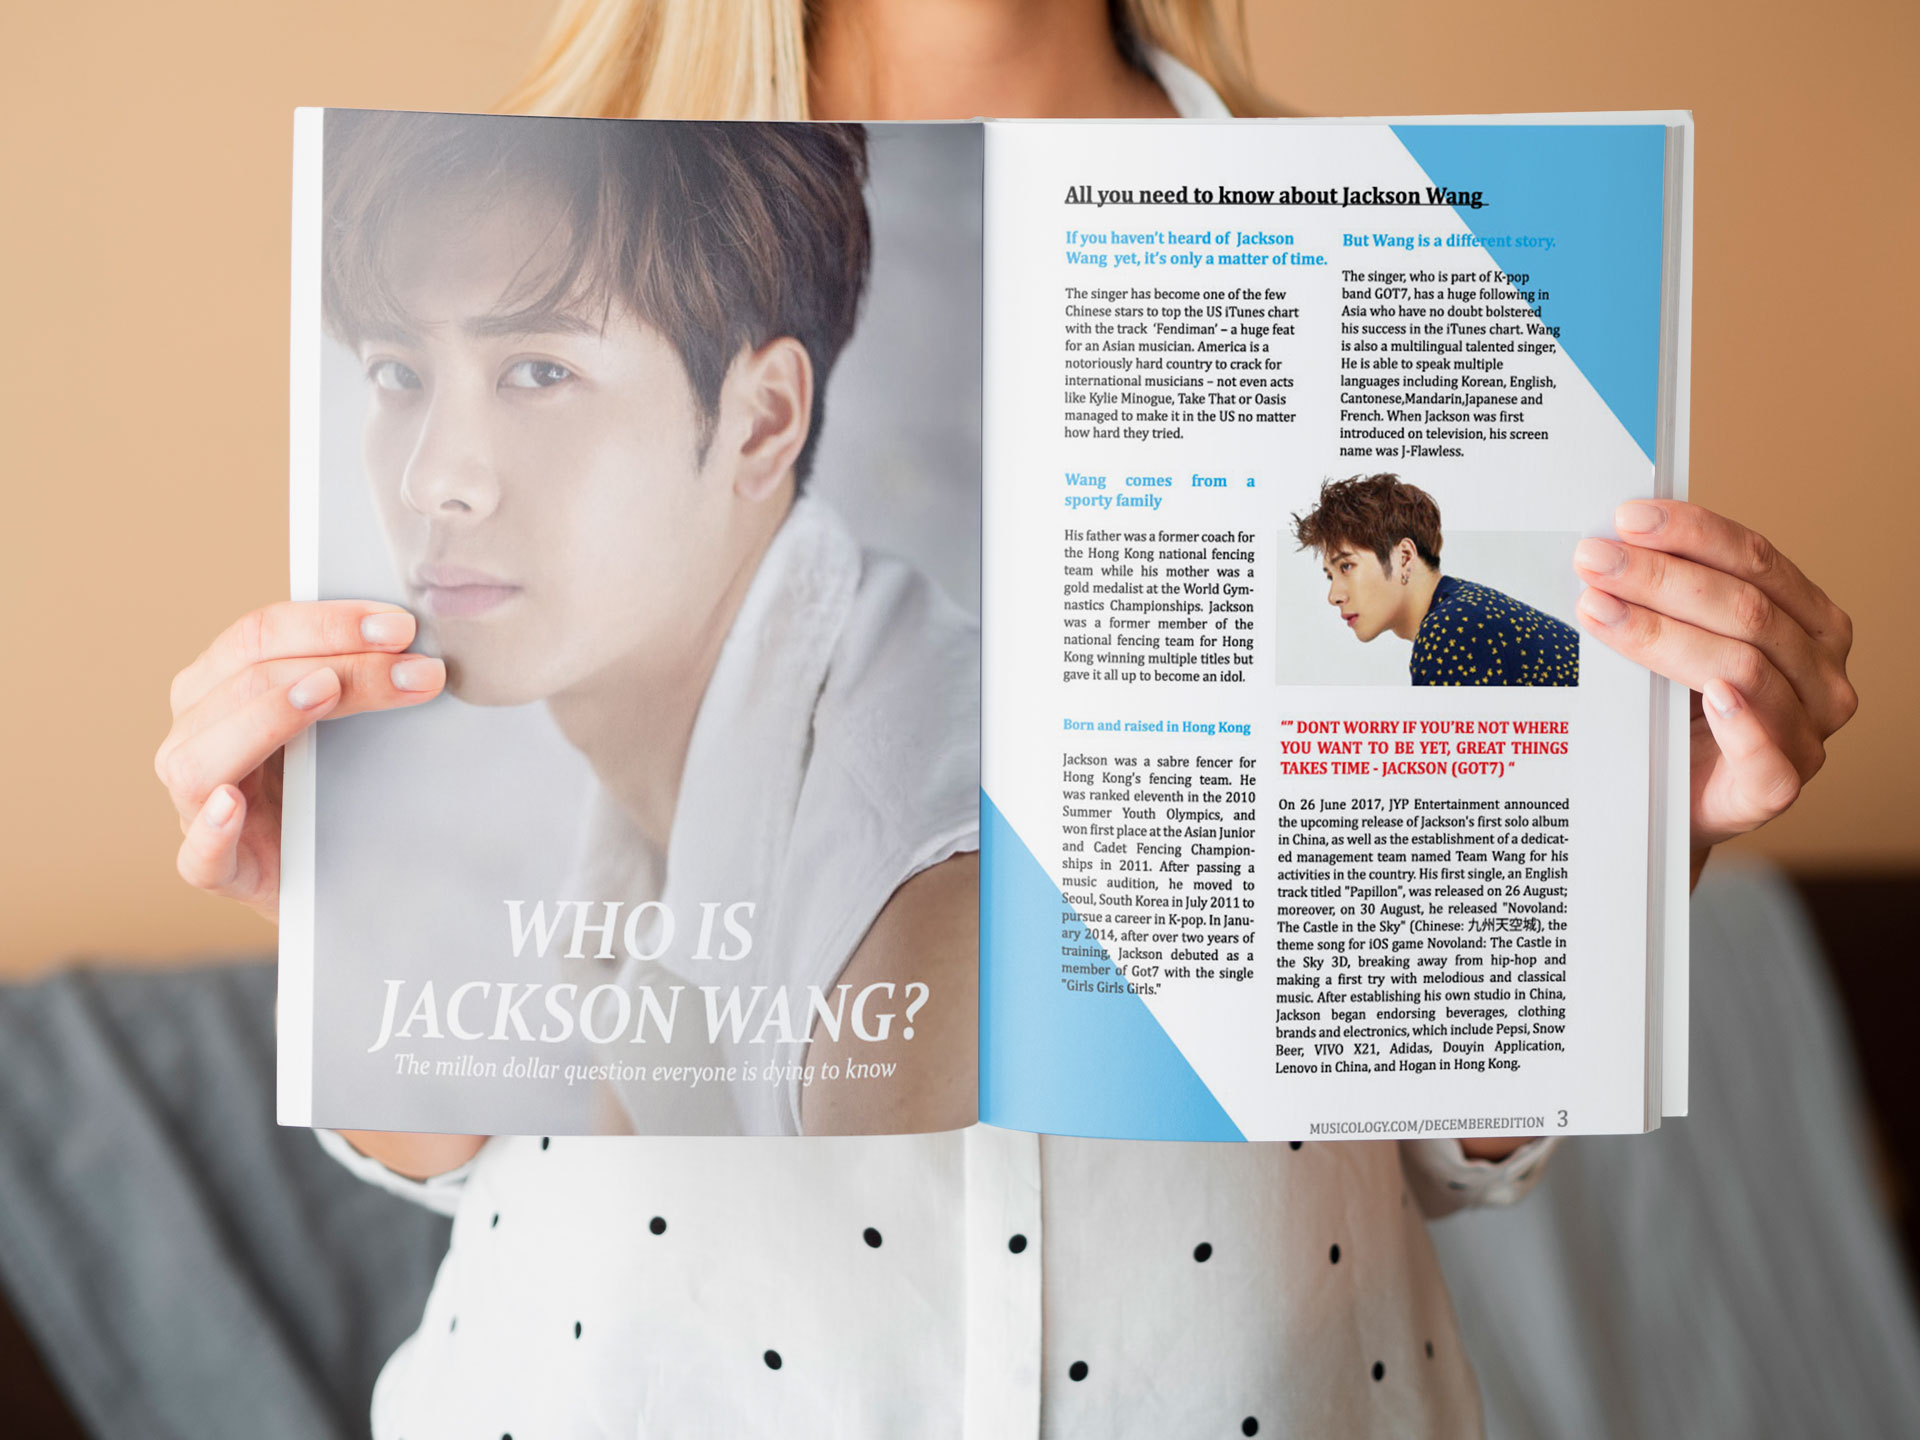 WHO IS
JACKSON WANG?
The millon dollar question everyone is dying to know
All you need to know about Jackson Wang
If you haven't heard of Jackson
Wang yet, it's only a matter of time.
The singer has become one of the few
Chinese stars to top the US iTunes chart
with the track 'Fendiman' – a huge feat
for an Asian musician. America is a
notoriously hard country to crack for
international musicians – not even acts
like Kylie Minogue, Take That or Oasis
managed to make it in the US no matter
how hard they tried.
Wang comes from a
sporty family
His father was a former coach for
the Hong Kong national fencing
team while his mother was a
gold medalist at the World Gym-
nastics Championships. Jackson
was a former member of the
national fencing team for Hong
Kong winning multiple titles but
gave it all up to become an idol.
Born and raised in Hong Kong
Jackson was a sabre fencer for
Hong Kong's fencing team. He
was ranked eleventh in the 2010
Summer Youth Olympics, and
won first place at the Asian Junior
and Cadet Fencing Champion-
ships in 2011. After passing a
music audition, he moved to
Seoul, South Korea in July 2011 to
pursue a career in K-pop. In Janu-
ary 2014, after over two years of
training, Jackson debuted as a
member of Got7 with the single
"Girls Girls Girls."
But Wang is a different story.
The singer, who is part of K-pop
band GOT7, has a huge following in
Asia who have no doubt bolstered
his success in the iTunes chart. Wang
is also a multilingual talented singer,
He is able to speak multiple
languages including Korean, English,
Cantonese,Mandarin,Japanese and
French. When Jackson was first
introduced on television, his screen
name was J-Flawless.
“” DONT WORRY IF YOU'RE NOT WHERE
YOU WANT TO BE YET, GREAT THINGS
TAKES TIME - JACKSON (GOT7) “
On 26 June 2017, JYP Entertainment announced
the upcoming release of Jackson's first solo album
in China, as well as the establishment of a dedicat-
ed management team named Team Wang for his
activities in the country. His first single, an English
track titled "Papillon", was released on 26 August;
moreover, on 30 August, he released "Novoland:
The Castle in the Sky" (Chinese: 九州天空城), the
theme song for iOS game Novoland: The Castle in
the Sky 3D, breaking away from hip-hop and
making a first try with melodious and classical
music. After establishing his own studio in China,
Jackson began endorsing beverages, clothing
brands and electronics, which include Pepsi, Snow
Beer, VIVO X21, Adidas, Douyin Application,
Lenovo in China, and Hogan in Hong Kong.
MUSICOLOGY.COM/DECEMBEREDITION 3